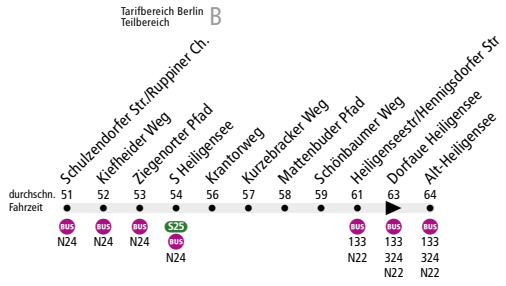 Tarifbereich Berlin
Teilbereich
B
Schulzendorfer Str./Ruppiner Ch.
Kiefheider Weg
Ziegenorter Pfad
S Heiligensee
Krantorweg
Kurzebracker Weg
Mattenbuder Pfad
Schönbaumer Weg
Heiligenseestr/Hennigsdorfer Str
Dorfaue Heiligensee
Alt-Heiligensee
durchschn. 51 52 53 54 56 57 58 59 61 63 64
Fahrzeit
BUS BUS BUS S25 BUS BUS BUS
N24 N24 N24 BUS 133 133 133
N24 N22 324 324
N22 N22